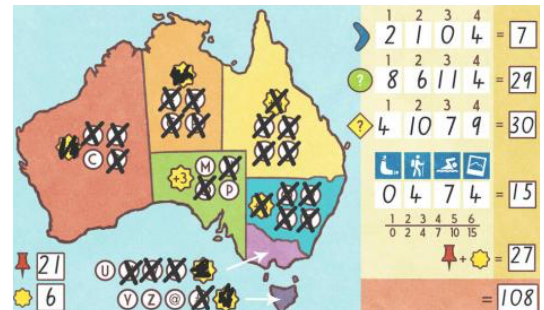 1 2 3 4
2 1 0 4 = 7
1 2 3 4
? 8 6 11 4 = 29
1 2 3 4
? 4 10 7 9 = 30
0 4 7 4 = 15
1 2 3 4 5 6
0 2 4 7 10 15
+ = 27
= 108
C
+3 M
P
21
6
U
Y Z @